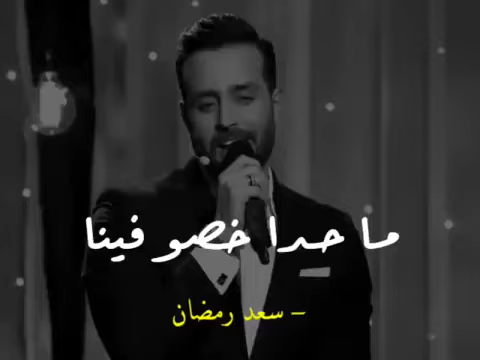 ما حدا خصو فينا
– سعد رمضان